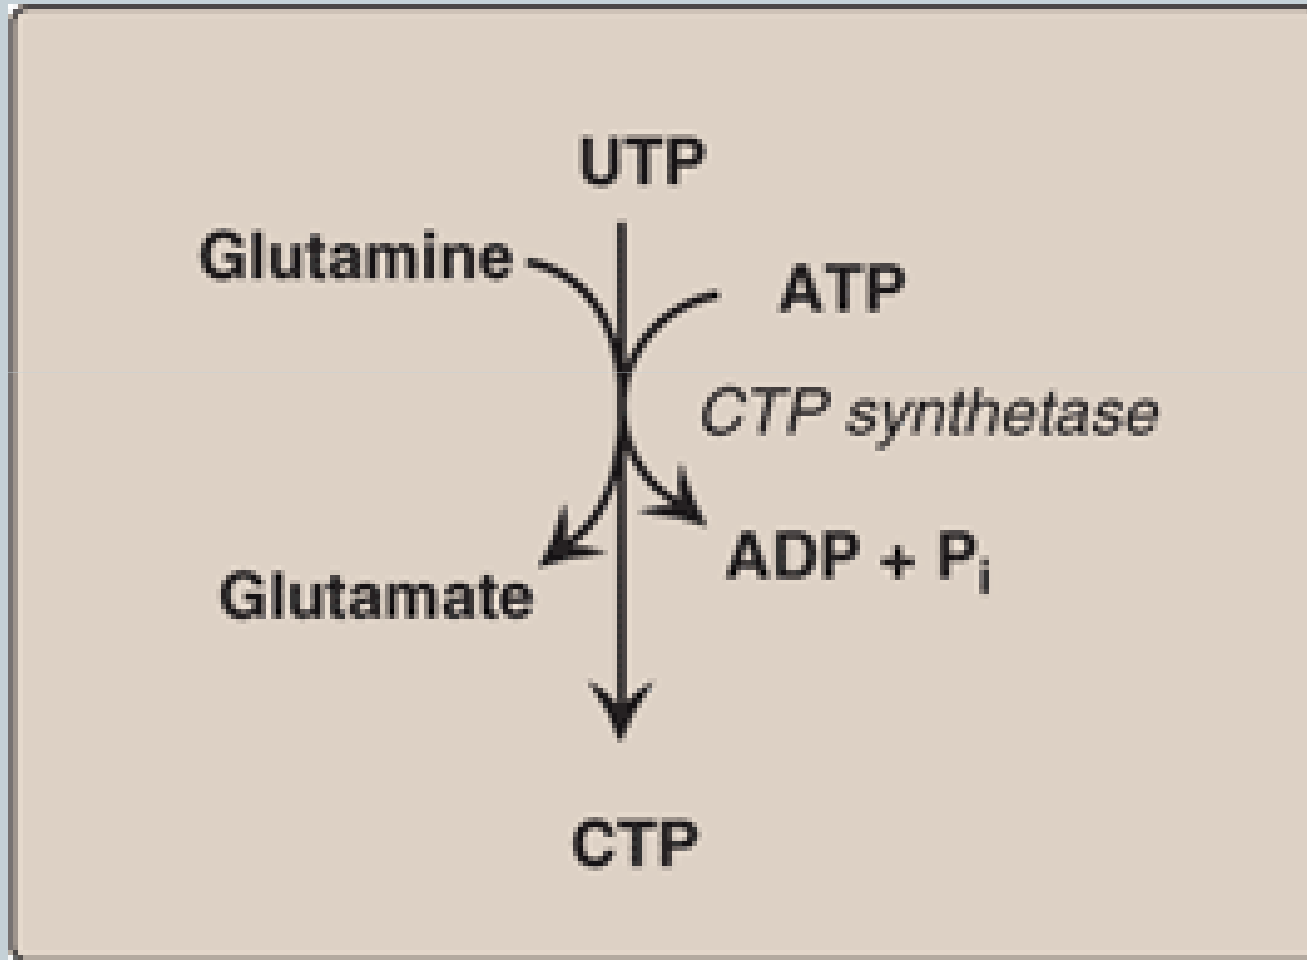 UTP
Glutamine
ATP
CTP synthetase
ADP + Pi
Glutamate
CTP